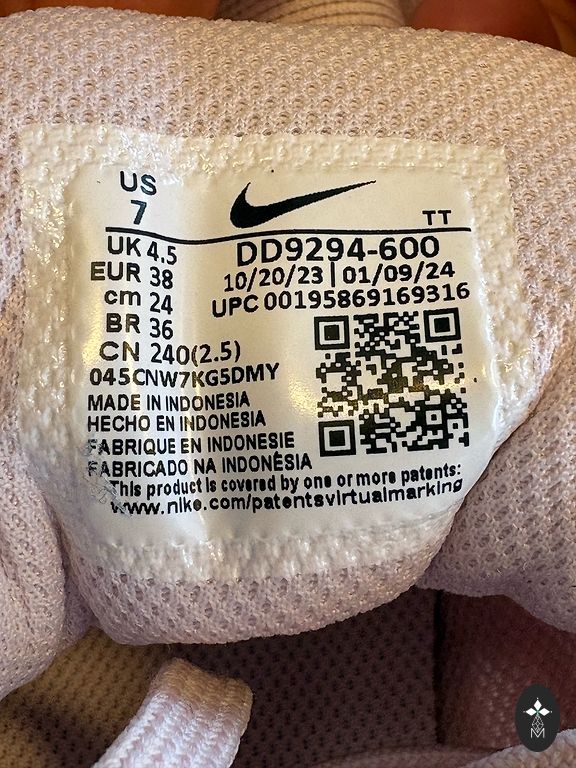 US
7
TT
UK 4.5
EUR 38
cm 24
BR 36
CN 240(2.5)
DD9294-600
10/20/23 | 01/09/24
UPC 00195869169316
045CNW7KG5DMY
MADE IN INDONESIA
HECHO EN INDONESIA
FABRIQUE EN INDONESIE
FABRICADO NA INDONÉSIA
This product is covered by one or more patents:
www.nike.com/patentsvirtualmarking
M